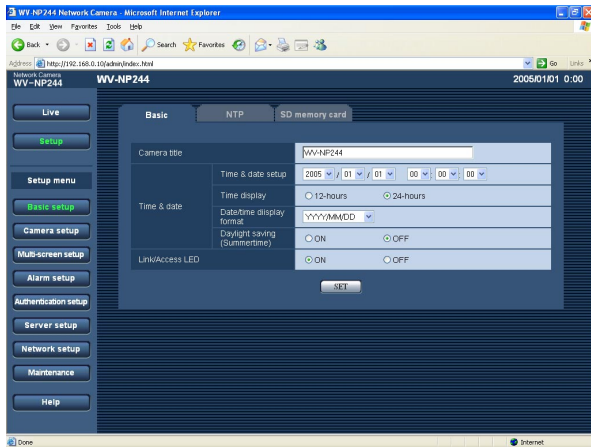 WV-NP244 Network Camera - Microsoft Internet Explorer
File Edit View Favorites Tools Help
Back Search Favorites
Address http://192.168.0.10/admin/index.html Go Links
Network Camera
WV-NP244
WV-NP244
2005/01/01 0:00
Live
Setup
Setup menu
Basic setup
Camera setup
Multi-screen setup
Alarm setup
Authentication setup
Server setup
Network setup
Maintenance
Help
Basic NTP SD memory card
Camera title WV-NP244
Time & date
Time & date setup 2005 / 01 / 01 00 : 00 : 00
Time display 12-hours 24-hours
Date/time diisplay
format YYYY/MM/DD
Daylight saving
(Summertime) ON OFF
Link/Access LED ON OFF
SET
Done Internet